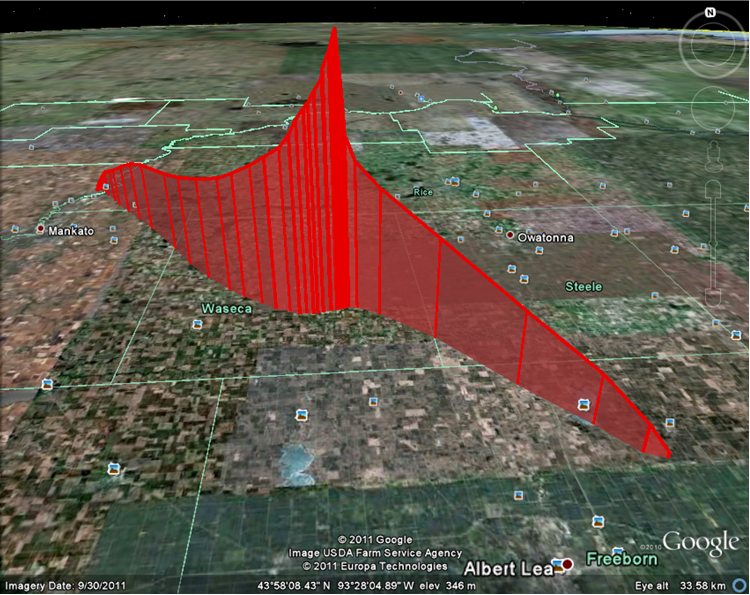 N
Rice
Mankato
Owatonna
Steele
Waseca
© 2011 Google
Image USDA Farm Service Agency
© 2011 Europa Technologies
©2010 Google
Albert Lea
Freeborn
Imagery Date: 9/30/2011 43°58'08.43" N 93°28'04.89" W elev 346 m Eye alt 33.58 km